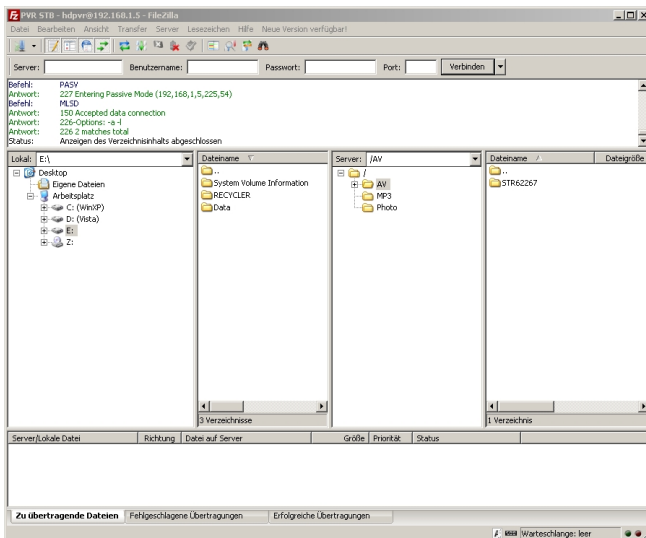 PVR STB - hdpvr@192.168.1.5 - FileZilla
Datei Bearbeiten Ansicht Transfer Server Lesezeichen Hilfe Neue Version verfügbar!
Server: Benutzername: Passwort: Port: Verbinden
Befehl: PASV
Antwort: 227 Entering Passive Mode (192,168,1,5,225,54)
Befehl: MLSD
Antwort: 150 Accepted data connection
Antwort: 226-Options: -a -l
Antwort: 226 2 matches total
Status: Anzeigen des Verzeichnisinhalts abgeschlossen
Lokal: E:\
Desktop
Eigene Dateien
Arbeitsplatz
C: (WinXP)
D: (Vista)
E:
Z:
Dateiname
..
System Volume Information
RECYCLER
Data
3 Verzeichnisse
Server: /AV
/
AV
MP3
Photo
Dateiname Dateigröße
..
STR62267
1 Verzeichnis
Server/Lokale Datei Richtung Datei auf Server Größe Priorität Status
Zu übertragende Dateien Fehlgeschlagene Übertragungen Erfolgreiche Übertragungen
Warteschlange: leer